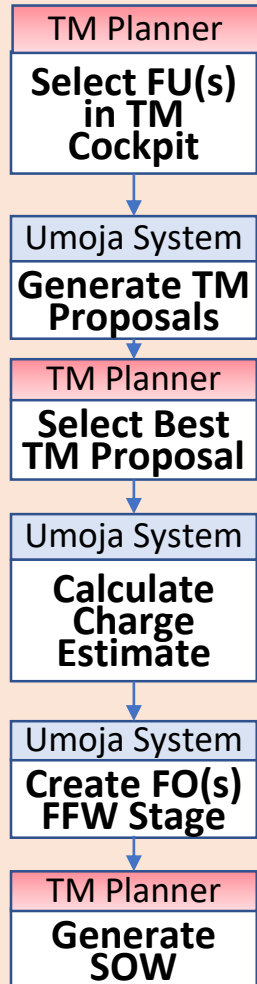 TM Planner
Select FU(s)
in TM
Cockpit
Umoja System
Generate TM
Proposals
TM Planner
Select Best
TM Proposal
Umoja System
Calculate
Charge
Estimate
Umoja System
Create FO(s)
FFW Stage
TM Planner
Generate
SOW